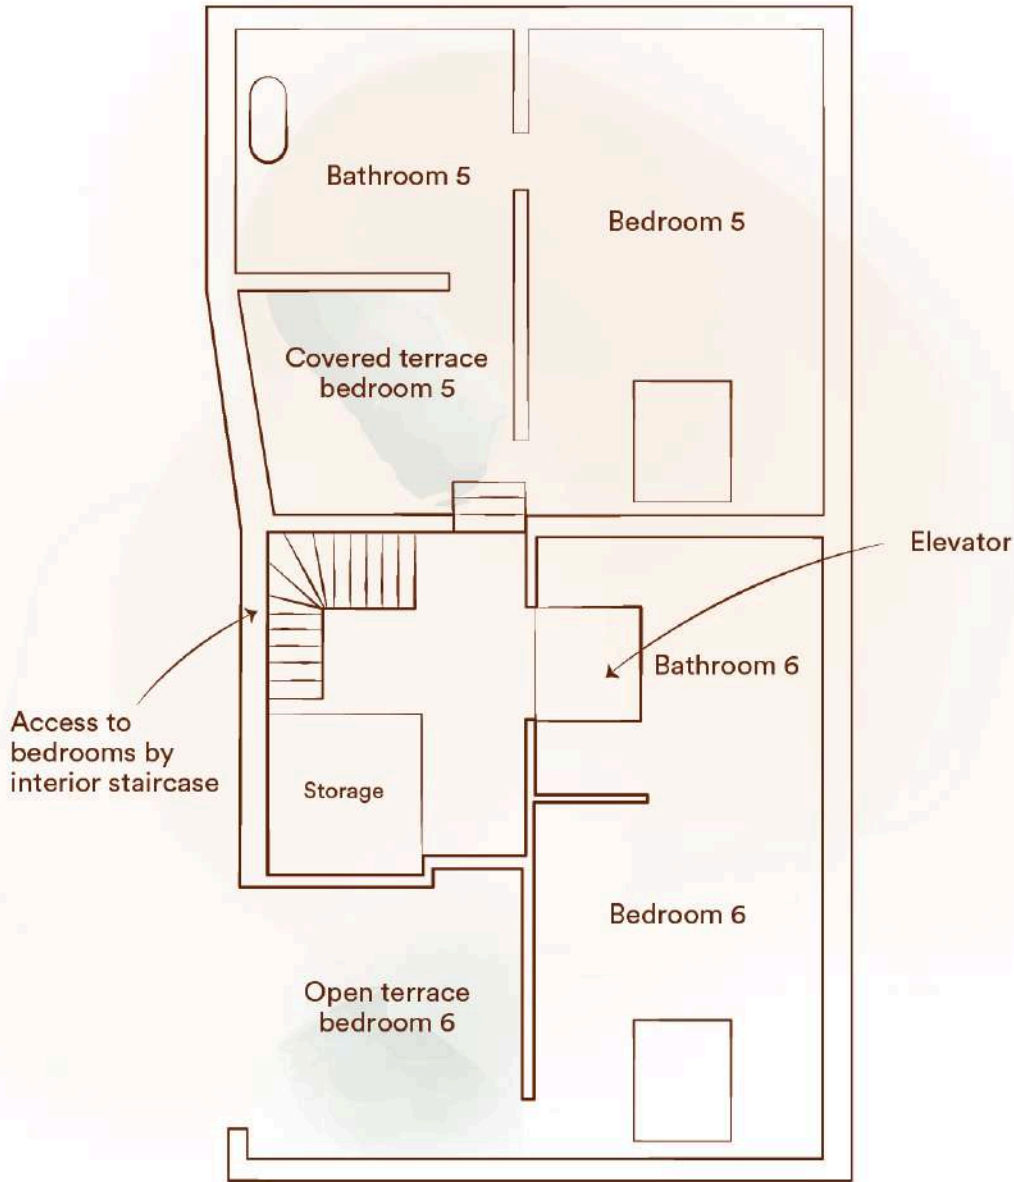 Bathroom 5
Bedroom 5
Covered terrace
bedroom 5
Elevator
Bathroom 6
Access to
bedrooms by
interior staircase
Storage
Bedroom 6
Open terrace
bedroom 6